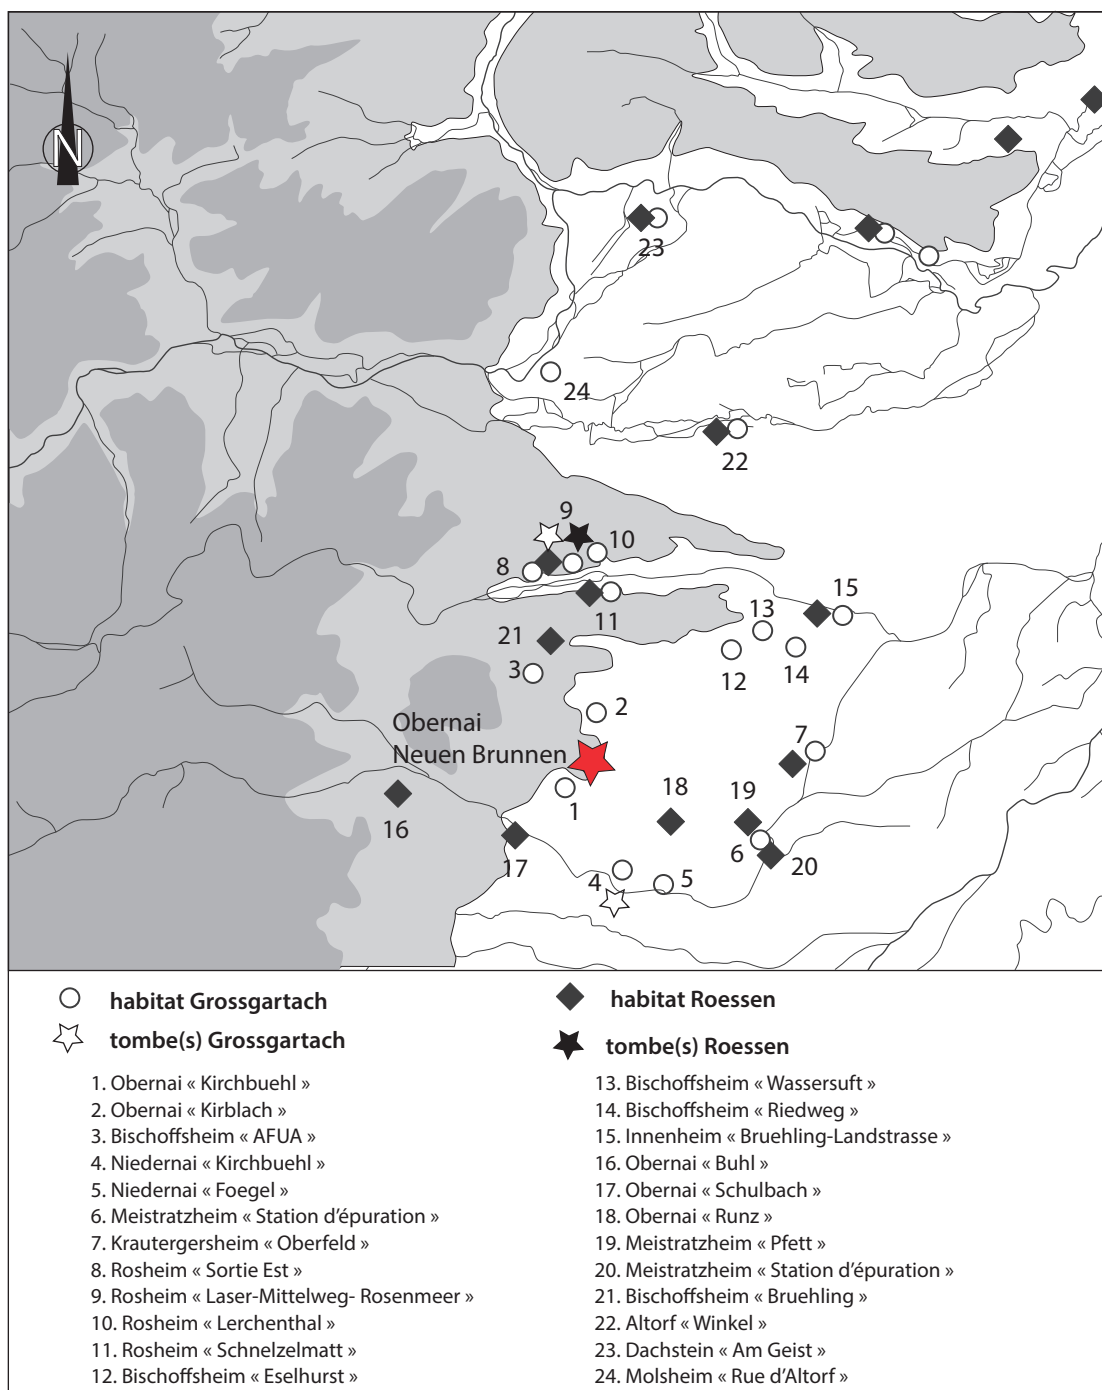 N
23
24
22
9
10
8
11
15
13
14
12
21
3
2
Obernai
Neuen Brunnen
7
1
18
19
16
17
6
20
4
5
habitat Grossgartach
tombe(s) Grossgartach
habitat Roessen
tombe(s) Roessen
1. Obernai « Kirchbuehl »
2. Obernai « Kirblach »
3. Bischoffsheim « AFUA »
4. Niedernai « Kirchbuehl »
5. Niedernai « Foegel »
6. Meistratzheim « Station d’épuration »
7. Krautergersheim « Oberfeld »
8. Rosheim « Sortie Est »
9. Rosheim « Laser-Mittelweg- Rosenmeer »
10. Rosheim « Lerchenthal »
11. Rosheim « Schnelzelmatt »
12. Bischoffsheim « Eselhurst »
13. Bischoffsheim « Wassersuft »
14. Bischoffsheim « Riedweg »
15. Innenheim « Bruehling-Landstrasse »
16. Obernai « Buhl »
17. Obernai « Schulbach »
18. Obernai « Runz »
19. Meistratzheim « Pfett »
20. Meistratzheim « Station d’épuration »
21. Bischoffsheim « Bruehling »
22. Altorf « Winkel »
23. Dachstein « Am Geist »
24. Molsheim « Rue d’Altorf »